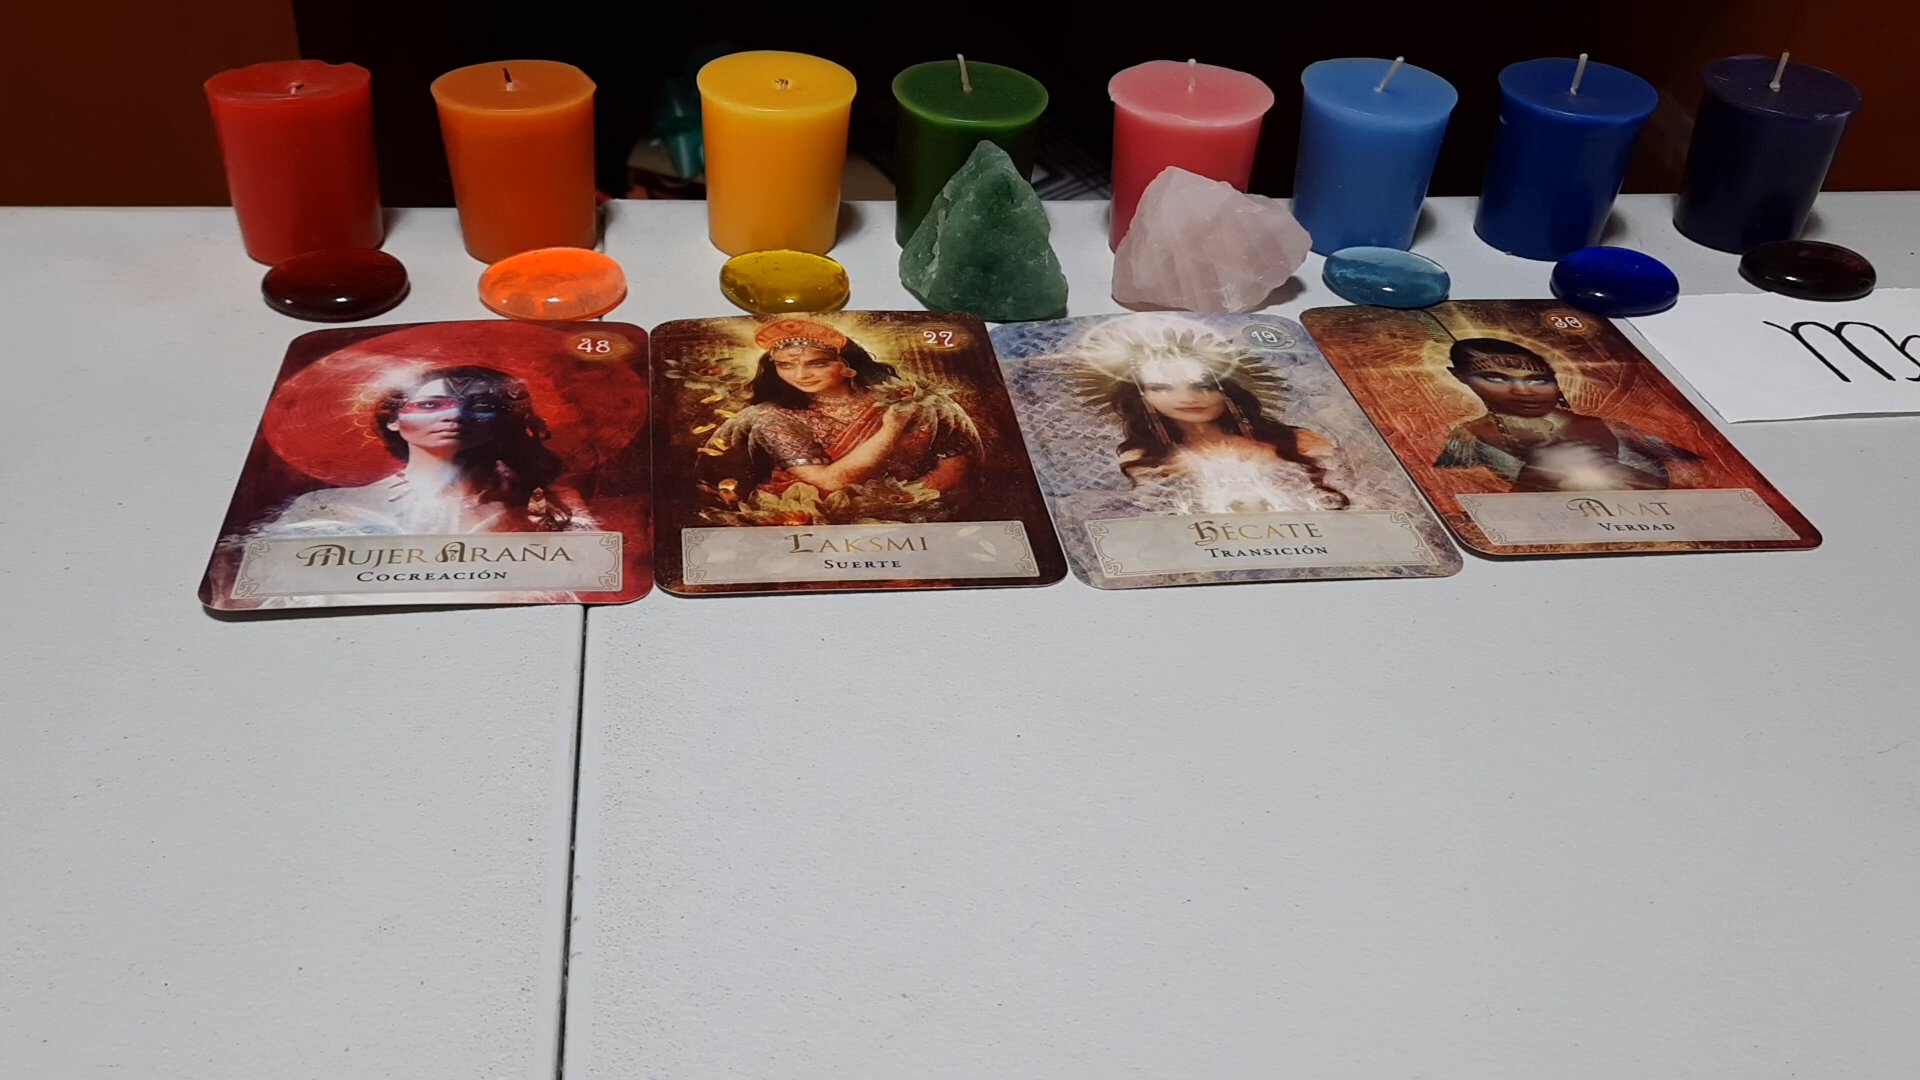 48
MUJER ARAÑA
COCREACIÓN
27
LAKSMI
SUERTE
19
HÉCATE
TRANSICIÓN
38
MAAT
VERDAD